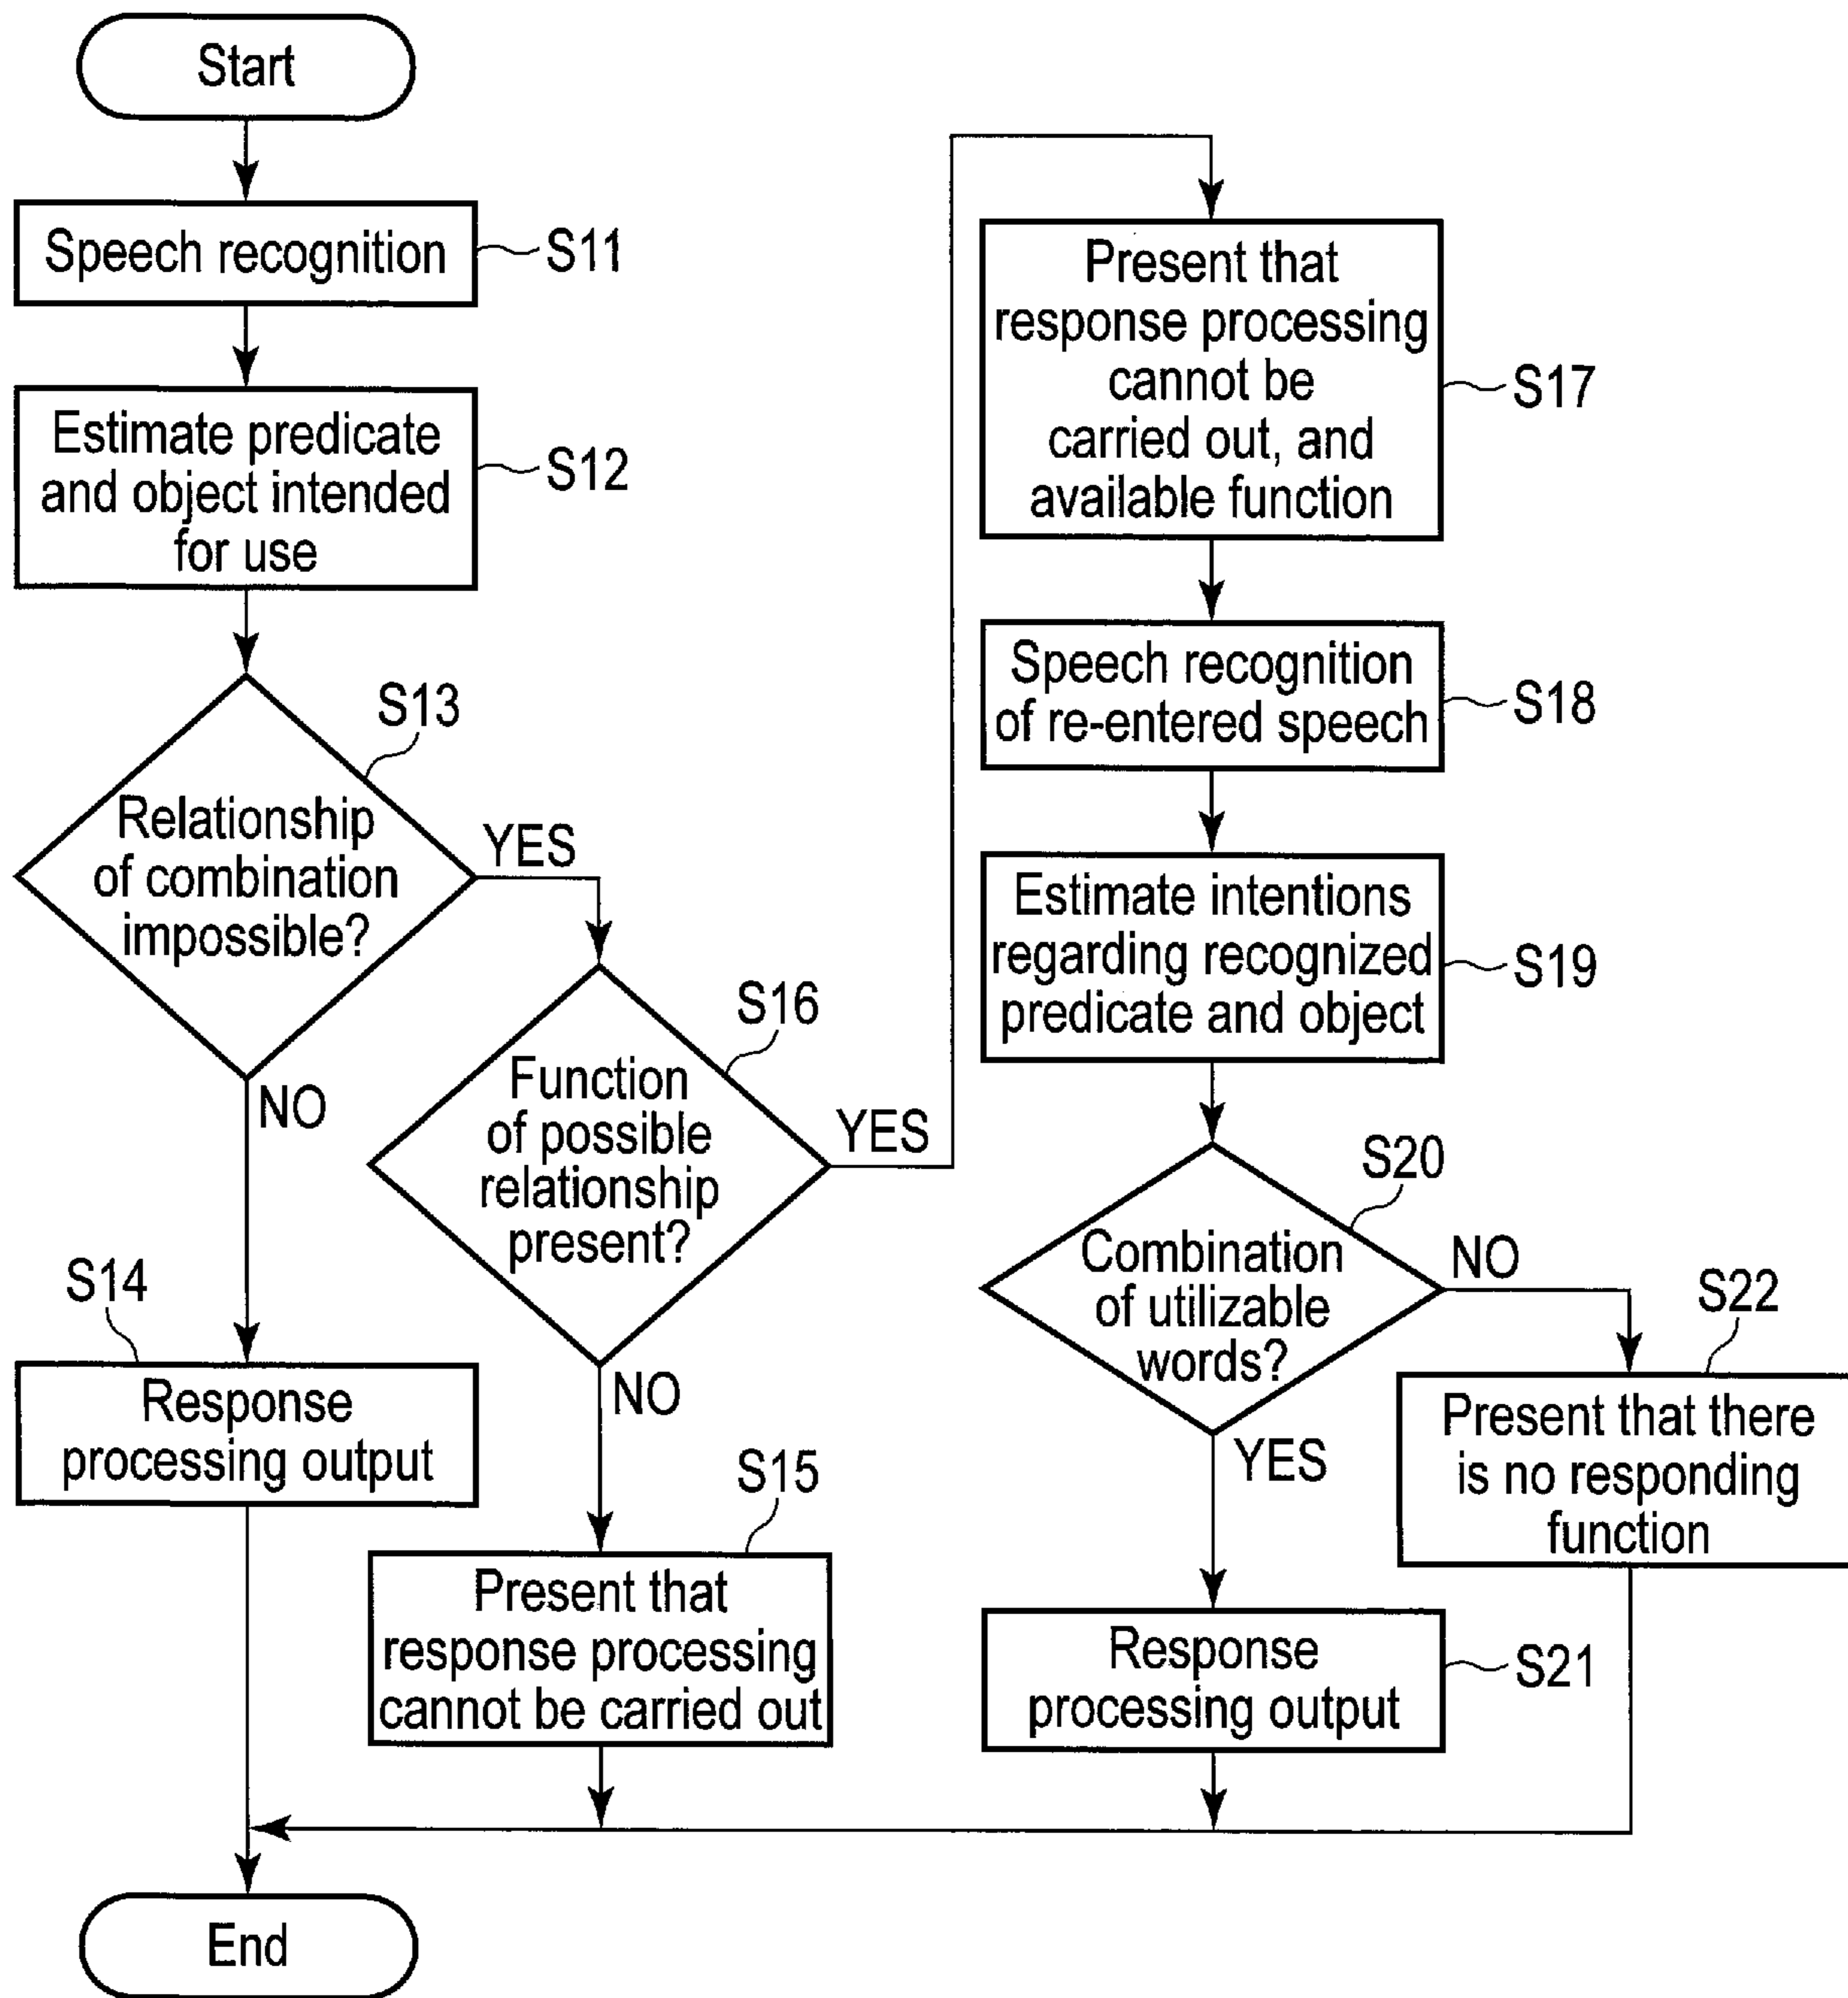 Start
Speech recognition
S11
Estimate predicate
and object intended
for use
S12
S13
Relationship
of combination
impossible?
YES
NO
S14
Response
processing output
S16
Function
of possible
relationship
present?
YES
NO
S15
Present that
response processing
cannot be carried out
Present that
response processing
cannot be
carried out, and
available function
S17
Speech recognition
of re-entered speech
S18
Estimate intentions
regarding recognized
predicate and object
S19
S20
Combination
of utilizable
words?
NO
YES
S22
Present that there
is no responding
function
Response
processing output
S21
End